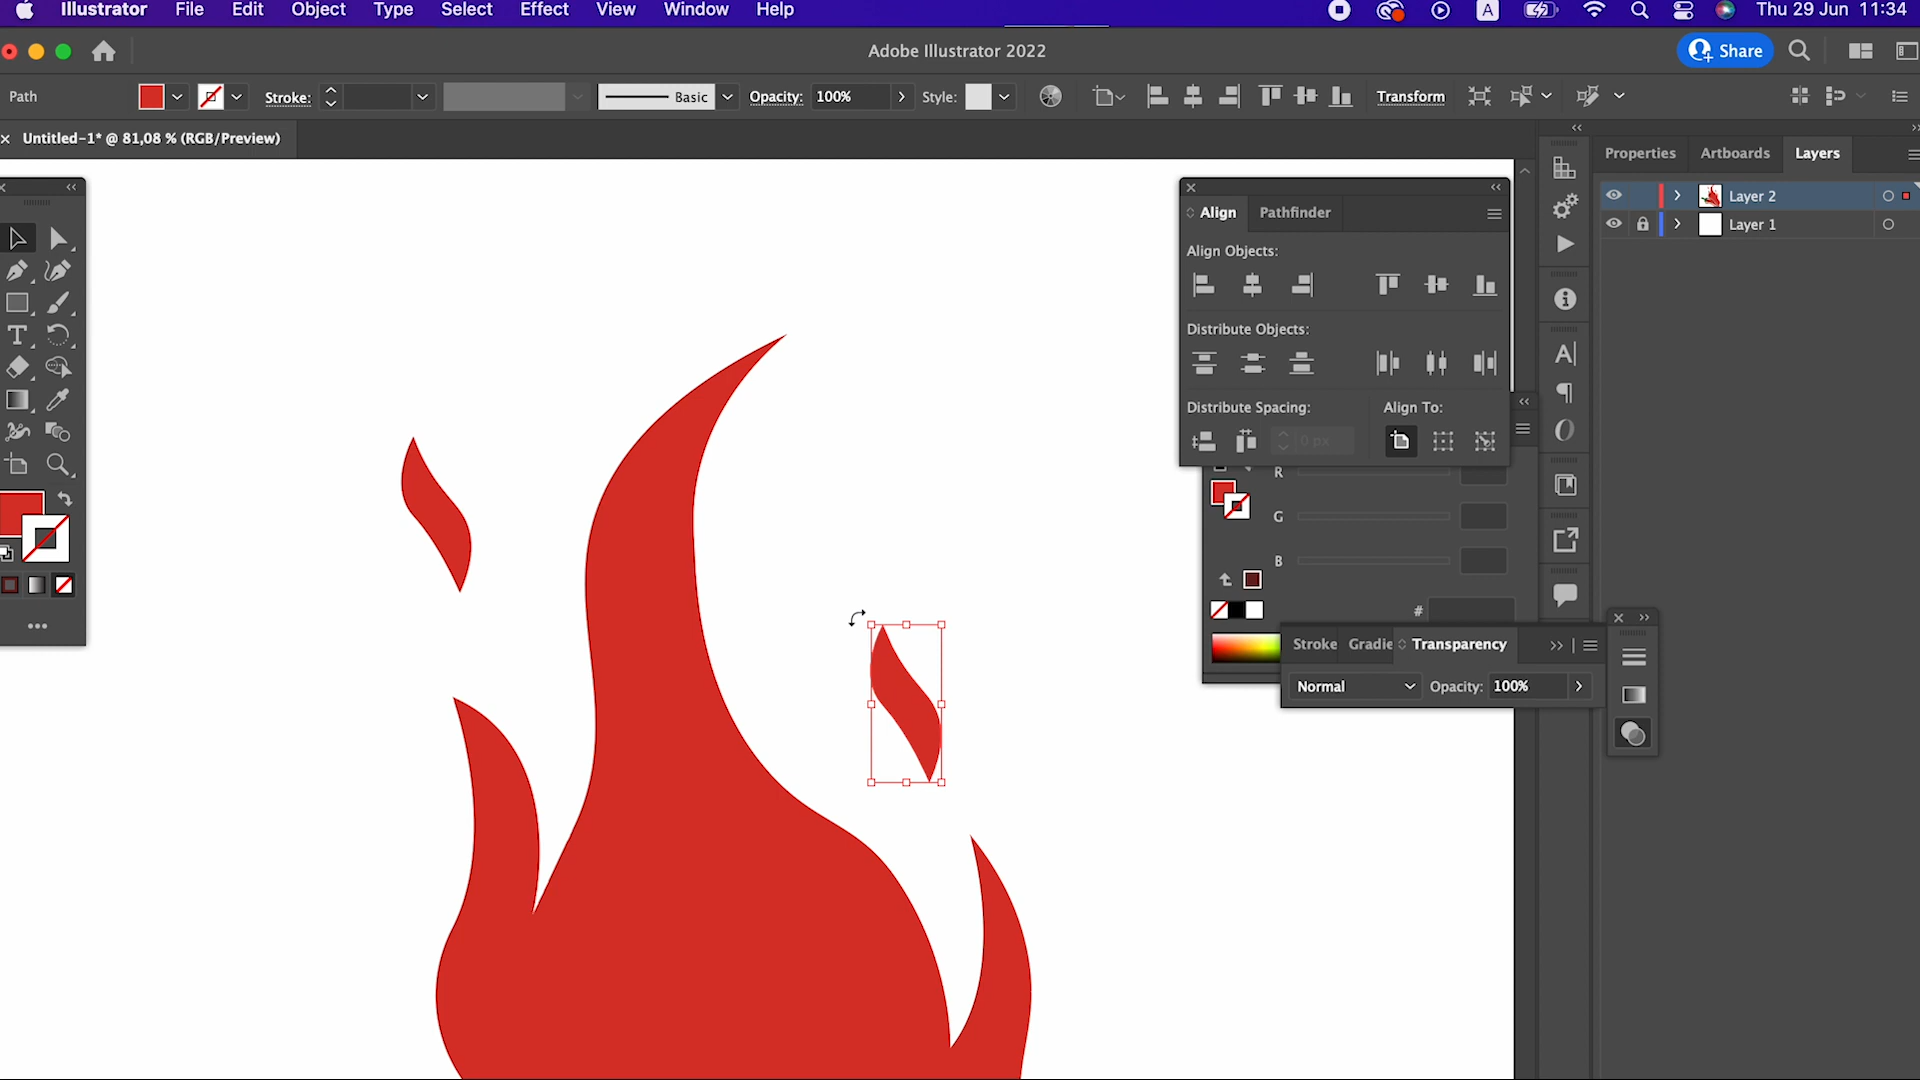 Illustrator File Edit Object Type Select Effect View Window Help A Thu 29 Jun 11:34
Adobe Illustrator 2022 Share
Path Stroke: Basic Opacity: 100% Style: Transform
Untitled-1* @ 81,08 % (RGB/Preview)
Properties Artboards Layers
Layer 2
Layer 1
Align Pathfinder
Align Objects:
Distribute Objects:
Distribute Spacing: Align To:
0 px
R
G
B
#
Stroke Gradie Transparency
Normal Opacity: 100%